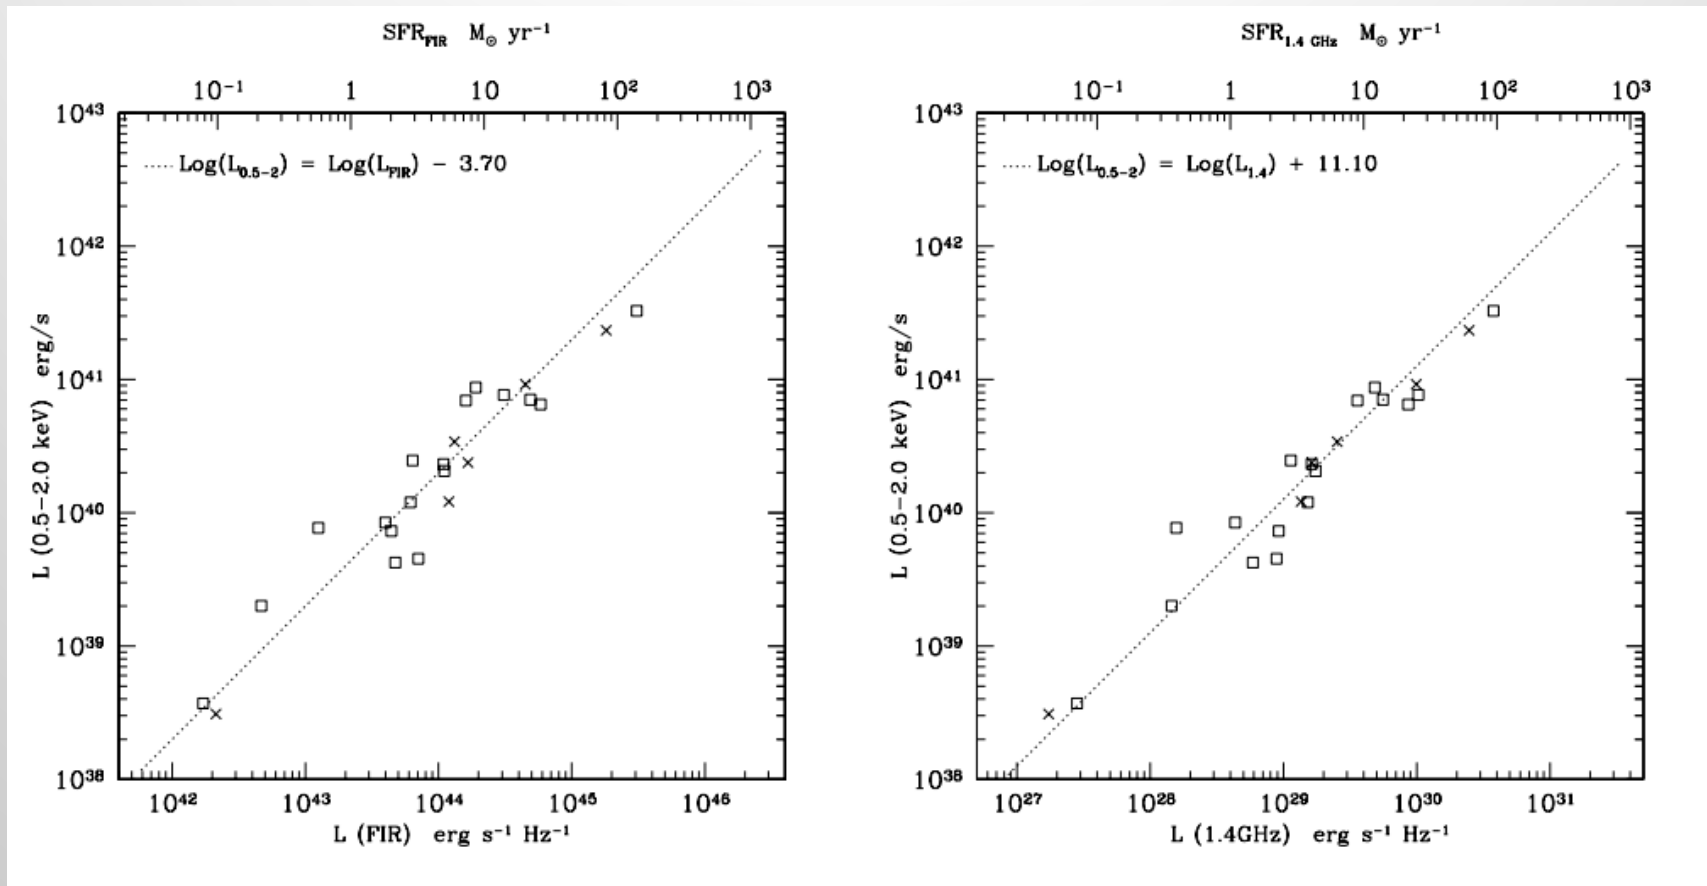 SFR_FIR M_⊙ yr⁻¹
10⁻¹ 1 10 10² 10³
10⁴³
10⁴²
10⁴¹
10⁴⁰
10³⁹
10³⁸
L (0.5−2.0 keV) erg/s
Log(L_0.5−2) = Log(L_FIR) − 3.70
10⁴² 10⁴³ 10⁴⁴ 10⁴⁵ 10⁴⁶
L (FIR) erg s⁻¹ Hz⁻¹
SFR_1.4 GHz M_⊙ yr⁻¹
10⁻¹ 1 10 10² 10³
10⁴³
10⁴²
10⁴¹
10⁴⁰
10³⁹
10³⁸
L (0.5−2.0 keV) erg/s
Log(L_0.5−2) = Log(L_1.4) + 11.10
10²⁷ 10²⁸ 10²⁹ 10³⁰ 10³¹
L (1.4GHz) erg s⁻¹ Hz⁻¹